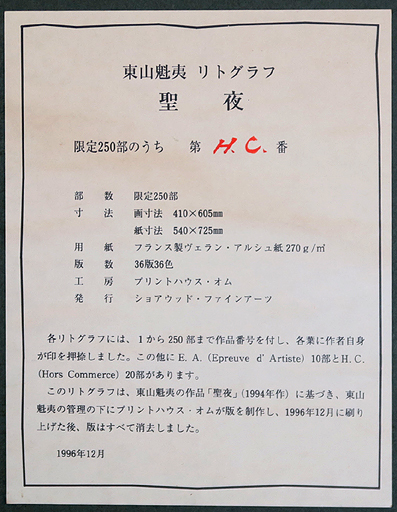 東山魁夷 リトグラフ
聖 夜
限定250部のうち 第 H.C. 番
部 数 限定250部
寸 法 画寸法 410×605㎜
紙寸法 540×725㎜
用 紙 フランス製ヴェラン・アルシュ紙270g/㎡
版 数 36版36色
工 房 プリントハウス・オム
発 行 ショアウッド・ファインアーツ
各リトグラフには、1から250部まで作品番号を付し、各葉に作者自身
が印を押捺しました。この他にE. A. (Epreuve d' Artiste) 10部とH. C.
(Hors Commerce) 20部があります。
このリトグラフは、東山魁夷の作品「聖夜」(1994年作) に基づき、東山
魁夷の管理の下にプリントハウス・オムが版を制作し、1996年12月に刷り
上げた後、版はすべて消去しました。
1996年12月